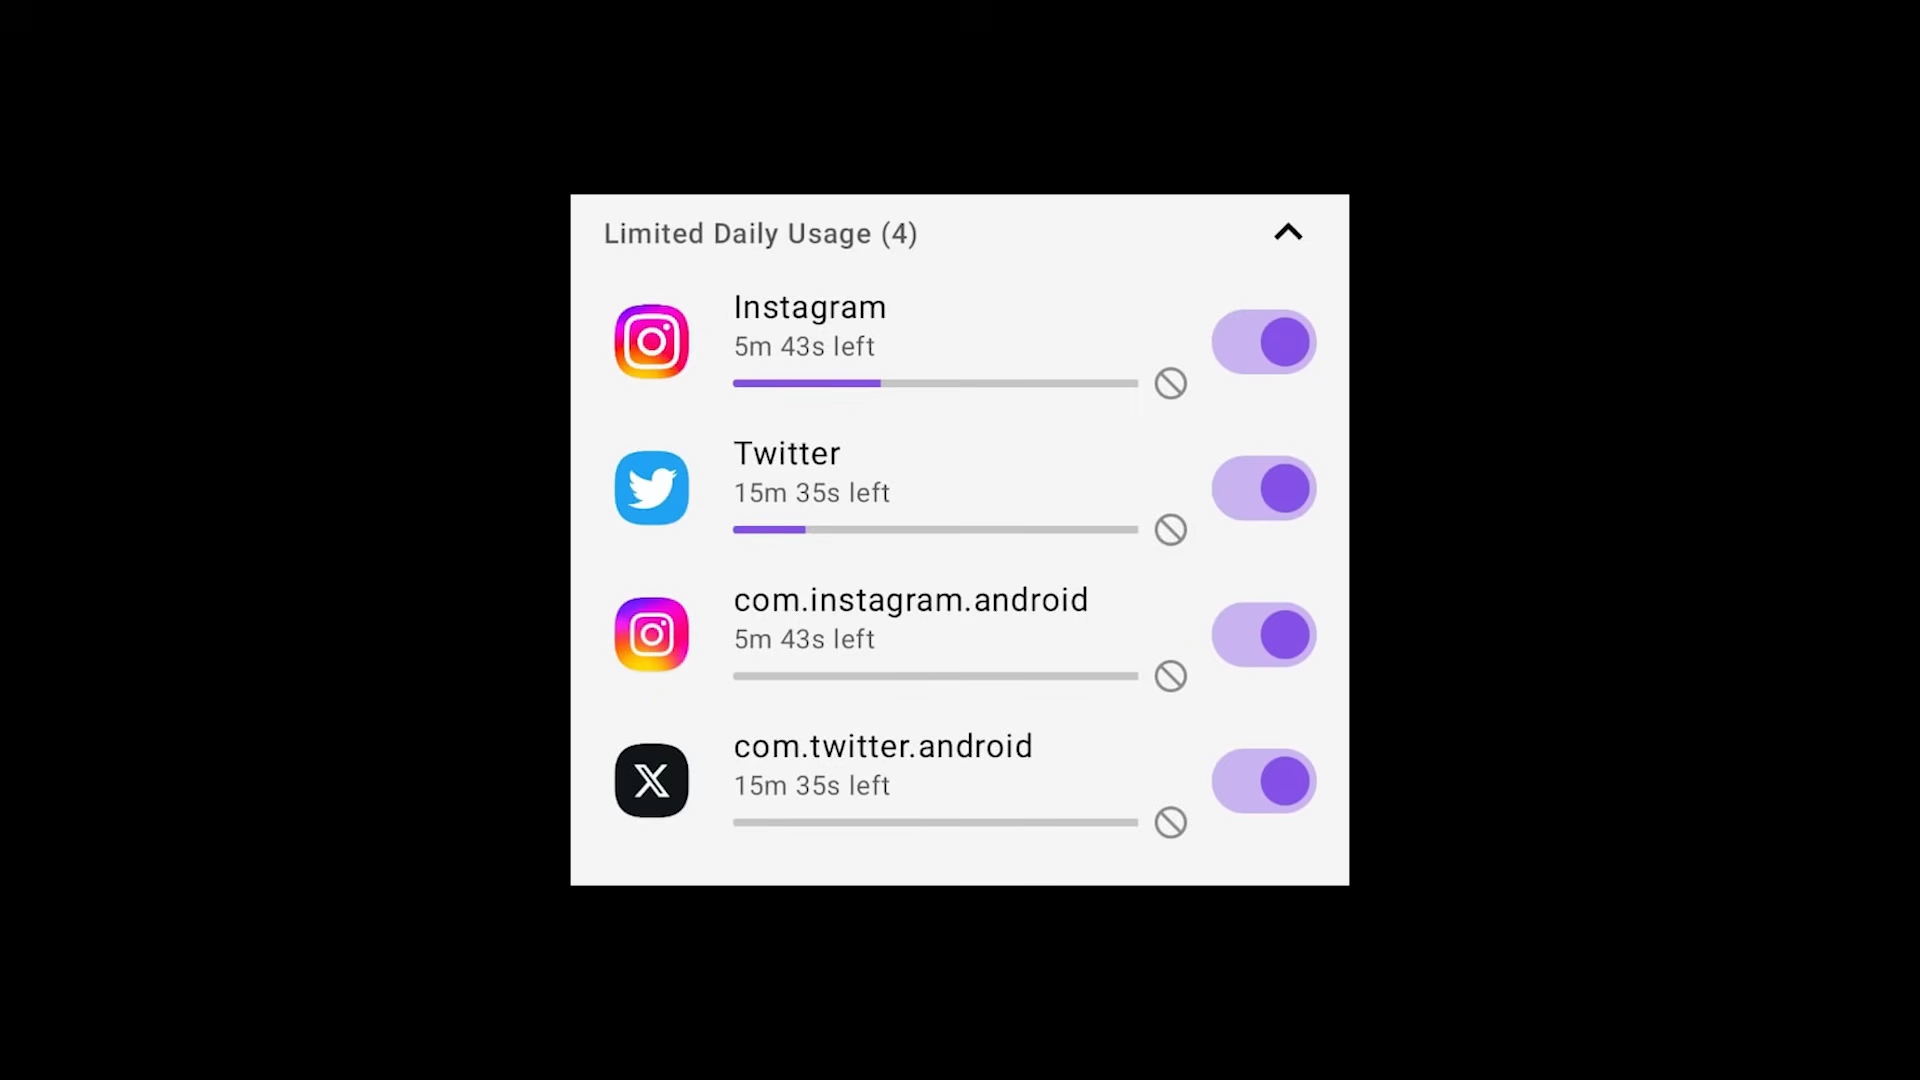 Limited Daily Usage (4)
Instagram
5m 43s left
Twitter
15m 35s left
com.instagram.android
5m 43s left
com.twitter.android
15m 35s left